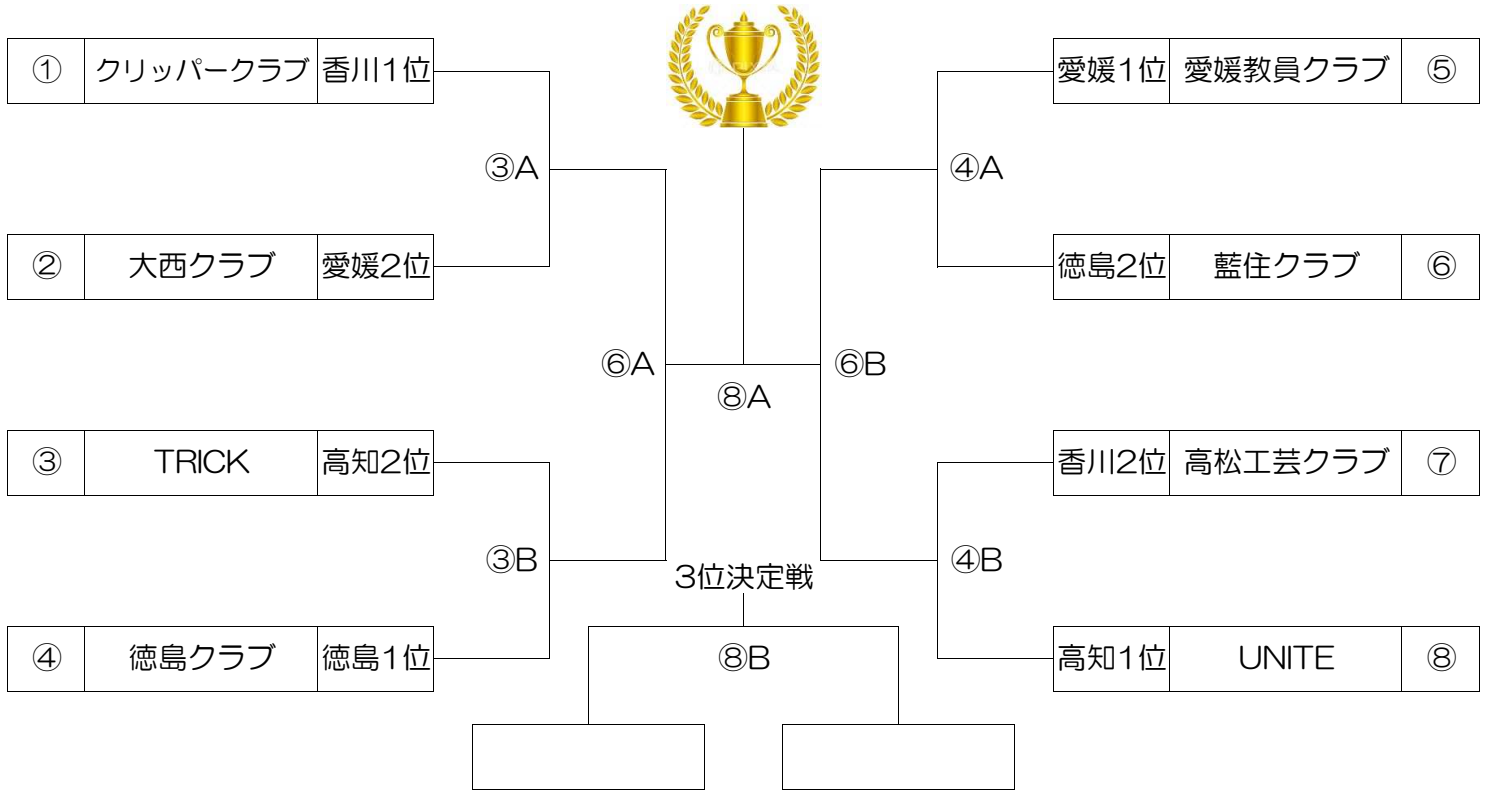 ① クリッパークラブ 香川1位
愛媛1位 愛媛教員クラブ ⑤
③A
④A
② 大西クラブ 愛媛2位
徳島2位 藍住クラブ ⑥
⑥A
⑥B
⑧A
③ TRICK 高知2位
香川2位 高松工芸クラブ ⑦
③B
④B
3位決定戦
④ 徳島クラブ 徳島1位
⑧B
高知1位 UNITE ⑧